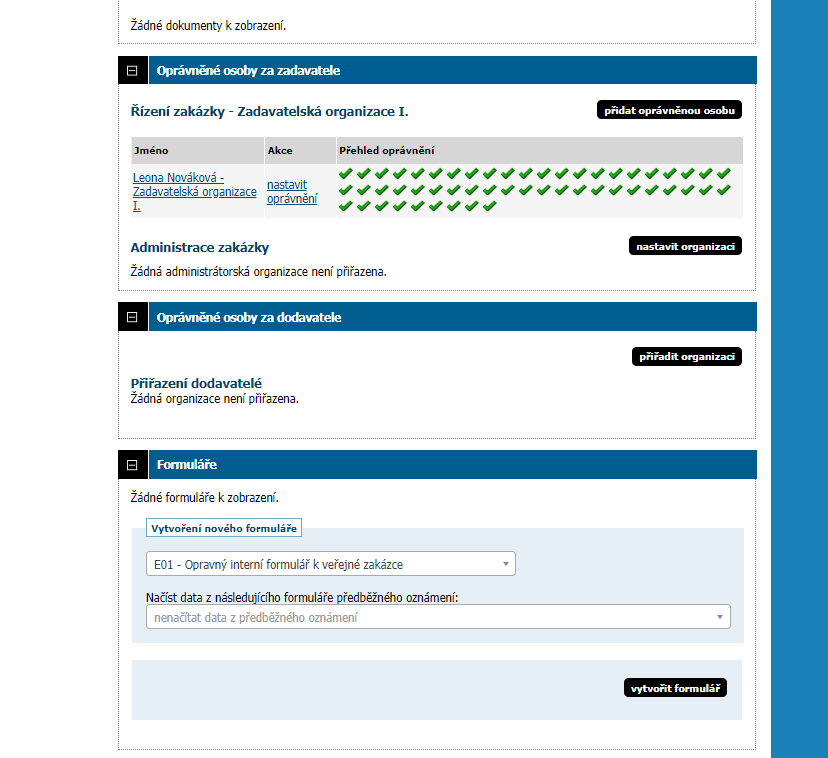 Žádné dokumenty k zobrazení.
Oprávněné osoby za zadavatele
Řízení zakázky - Zadavatelská organizace I.
přidat oprávněnou osobu
Jméno Akce Přehled oprávnění
Leona Nováková -
Zadavatelská organizace
I.
nastavit
oprávnění
Administrace zakázky
nastavit organizaci
Žádná administrátorská organizace není přiřazena.
Oprávněné osoby za dodavatele
přiřadit organizaci
Přiřazení dodavatelé
Žádná organizace není přiřazena.
Formuláře
Žádné formuláře k zobrazení.
Vytvoření nového formuláře
E01 - Opravný interní formulář k veřejné zakázce
Načíst data z následujícího formuláře předběžného oznámení:
nenačítat data z předběžného oznámení
vytvořit formulář